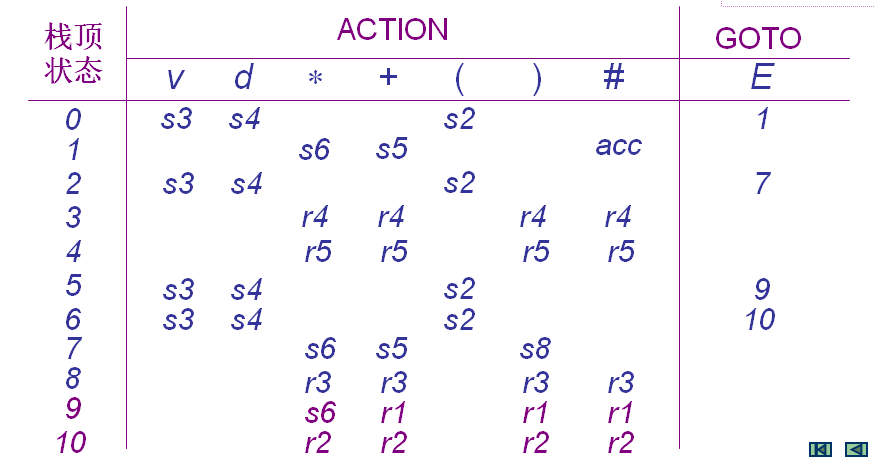 栈顶状态 ACTION GOTO
v d * + ( ) # E
0 s3 s4 s2 1
1 s6 s5 acc
2 s3 s4 s2 7
3 r4 r4 r4 r4
4 r5 r5 r5 r5
5 s3 s4 s2 9
6 s3 s4 s2 10
7 s6 s5 s8
8 r3 r3 r3 r3
9 s6 r1 r1 r1
10 r2 r2 r2 r2